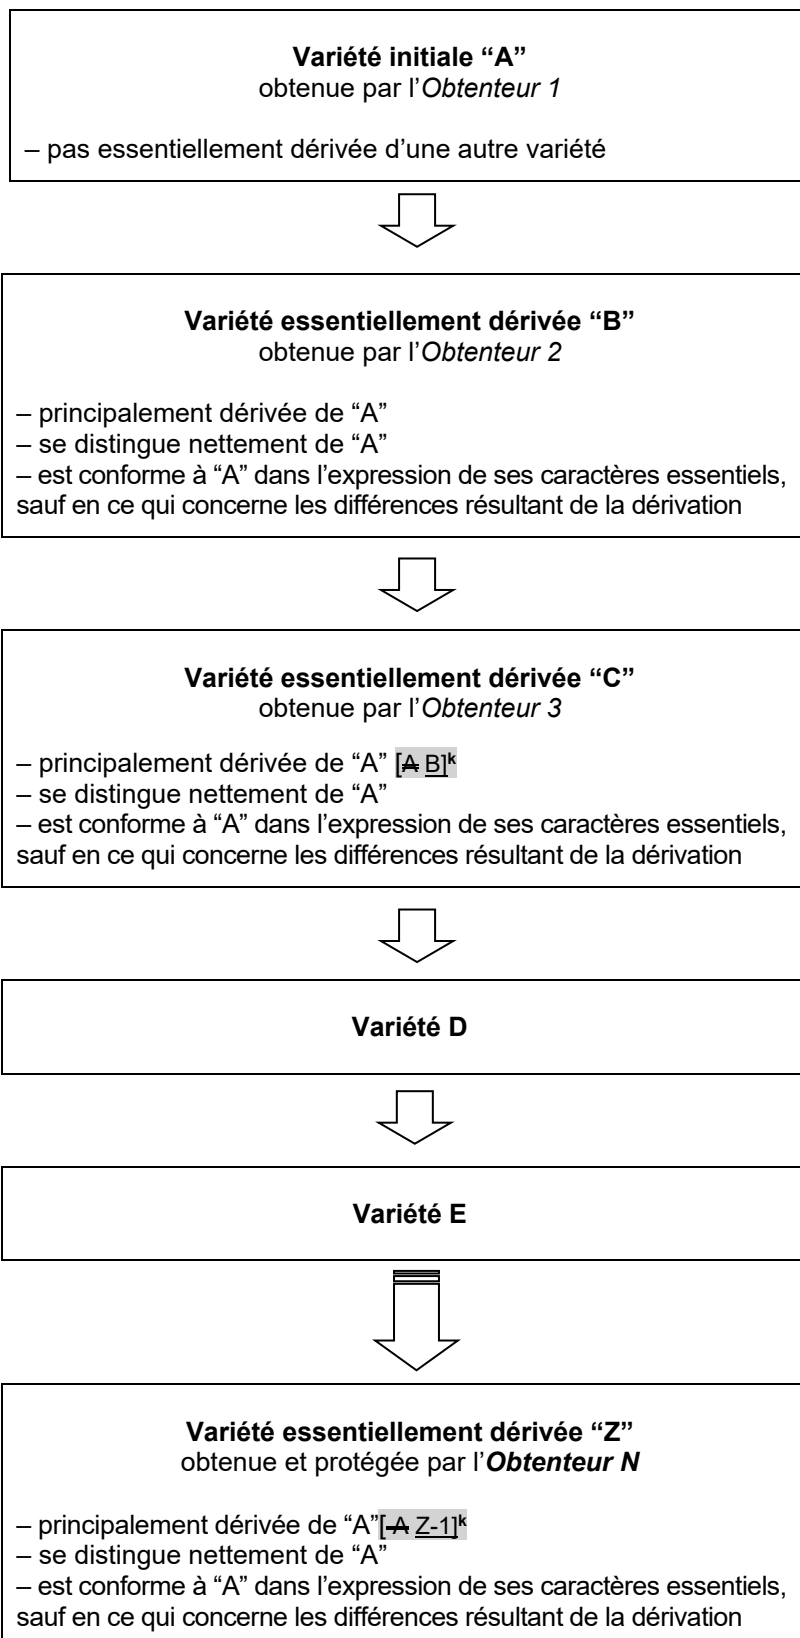 Variété initiale “A”
obtenue par l’Obtenteur 1
– pas essentiellement dérivée d’une autre variété
Variété essentiellement dérivée “B”
obtenue par l’Obtenteur 2
– principalement dérivée de “A”
– se distingue nettement de “A”
– est conforme à “A” dans l’expression de ses caractères essentiels,
sauf en ce qui concerne les différences résultant de la dérivation
Variété essentiellement dérivée “C”
obtenue par l’Obtenteur 3
– principalement dérivée de “A” [A B]k
– se distingue nettement de “A”
– est conforme à “A” dans l’expression de ses caractères essentiels,
sauf en ce qui concerne les différences résultant de la dérivation
Variété D
Variété E
Variété essentiellement dérivée “Z”
obtenue et protégée par l’Obtenteur N
– principalement dérivée de “A”[ A Z-1]k
– se distingue nettement de “A”
– est conforme à “A” dans l’expression de ses caractères essentiels,
sauf en ce qui concerne les différences résultant de la dérivation